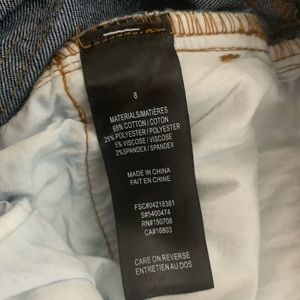 8
MATERIALS/MATIÈRES
68% COTTON / COTON
25% POLYESTER / POLYESTER
5% VISCOSE / VISCOSE
2%SPANDEX / SPANDEX
MADE IN CHINA
FAIT EN CHINE
FSC#04218381
S#5400474
RN#150708
CA#16803
CARE ON REVERSE
ENTRETIEN AU DOS